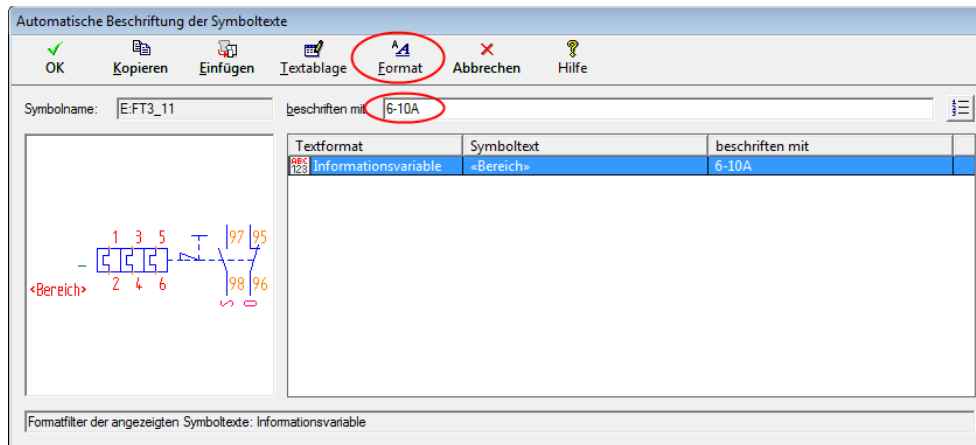 Automatische Beschriftung der Symboltexte
OK Kopieren Einfügen Textablage Format Abbrechen Hilfe
Symbolname: E:FT3_11 beschriften mit 6-10A
Textformat Symboltext beschriften mit
ABC 123 Informationsvariable «Bereich» 6-10A
1 3 5 97 95
<Bereich> 2 4 6 98 96
S O
Formatfilter der angezeigten Symboltexte: Informationsvariable